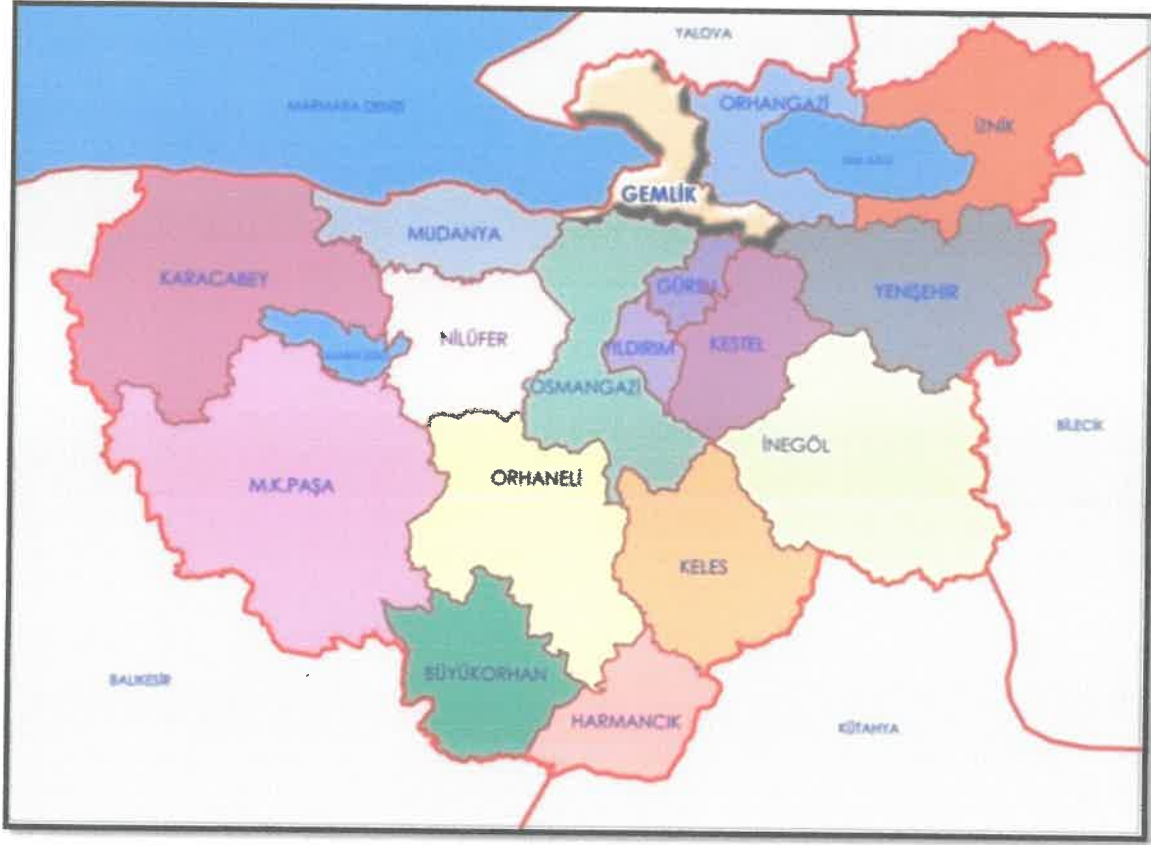 YALOVA
MARMARA DENİZİ
ORHANGAZİ
İZNİK
GEMLİK
MUDANYA
KARACABEY
GÜRSU
YENİŞEHİR
NİLÜFER
YILDIRIM
KESTEL
OSMANGAZİ
BİLECİK
İNEGÖL
M.K.PAŞA
ORHANELİ
KELES
BALIKESİR
BÜYÜKORHAN
HARMANCIK
KÜTAHYA